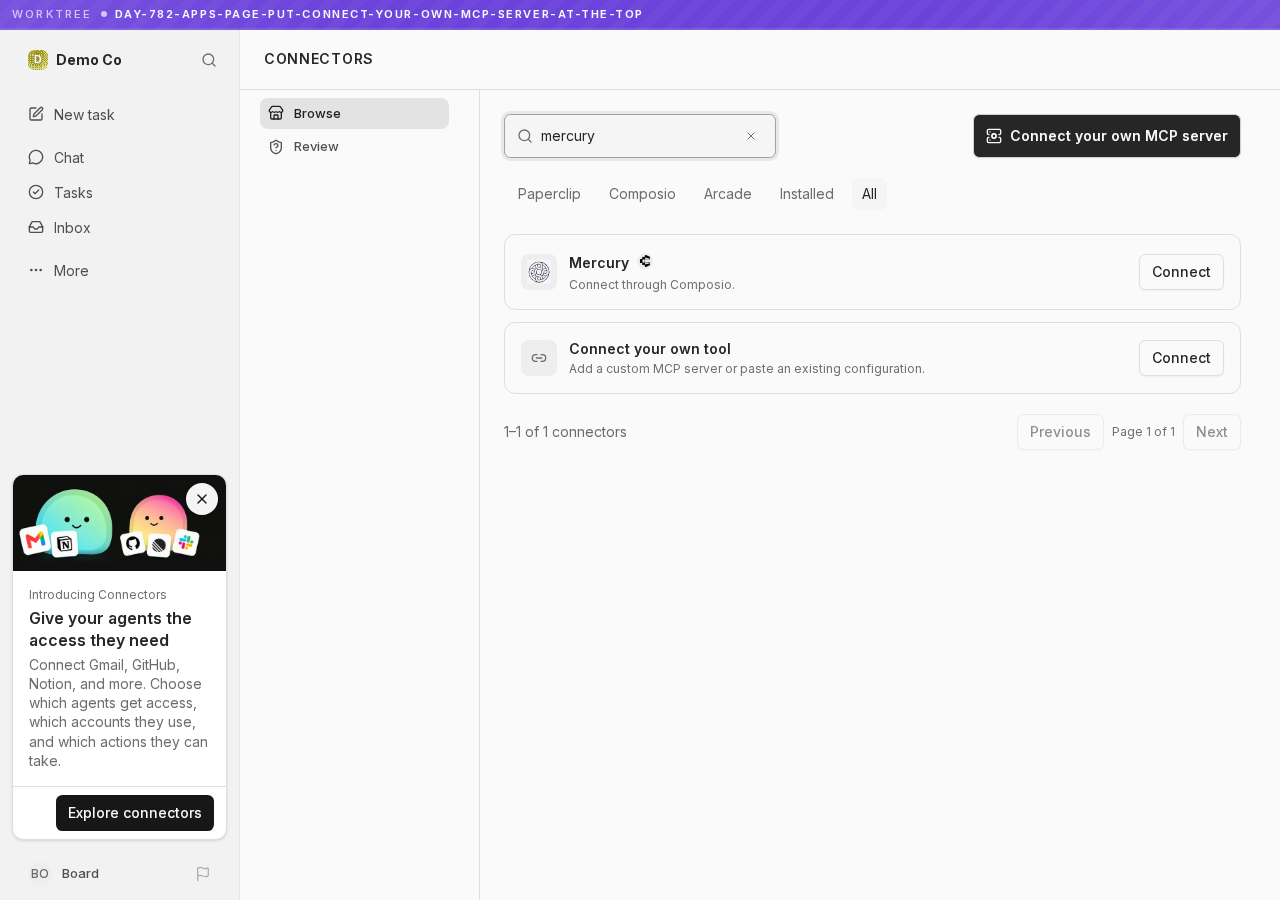 WORKTREE DAY-782-APPS-PAGE-PUT-CONNECT-YOUR-OWN-MCP-SERVER-AT-THE-TOP
D Demo Co
New task
Chat
Tasks
Inbox
More
Introducing Connectors
Give your agents the
access they need
Connect Gmail, GitHub,
Notion, and more. Choose
which agents get access,
which accounts they use,
and which actions they can
take.
Explore connectors
BO Board
CONNECTORS
Browse
Review
mercury
Connect your own MCP server
Paperclip Composio Arcade Installed All
Mercury
Connect through Composio.
Connect
Connect your own tool
Add a custom MCP server or paste an existing configuration.
Connect
1–1 of 1 connectors
Previous Page 1 of 1 Next